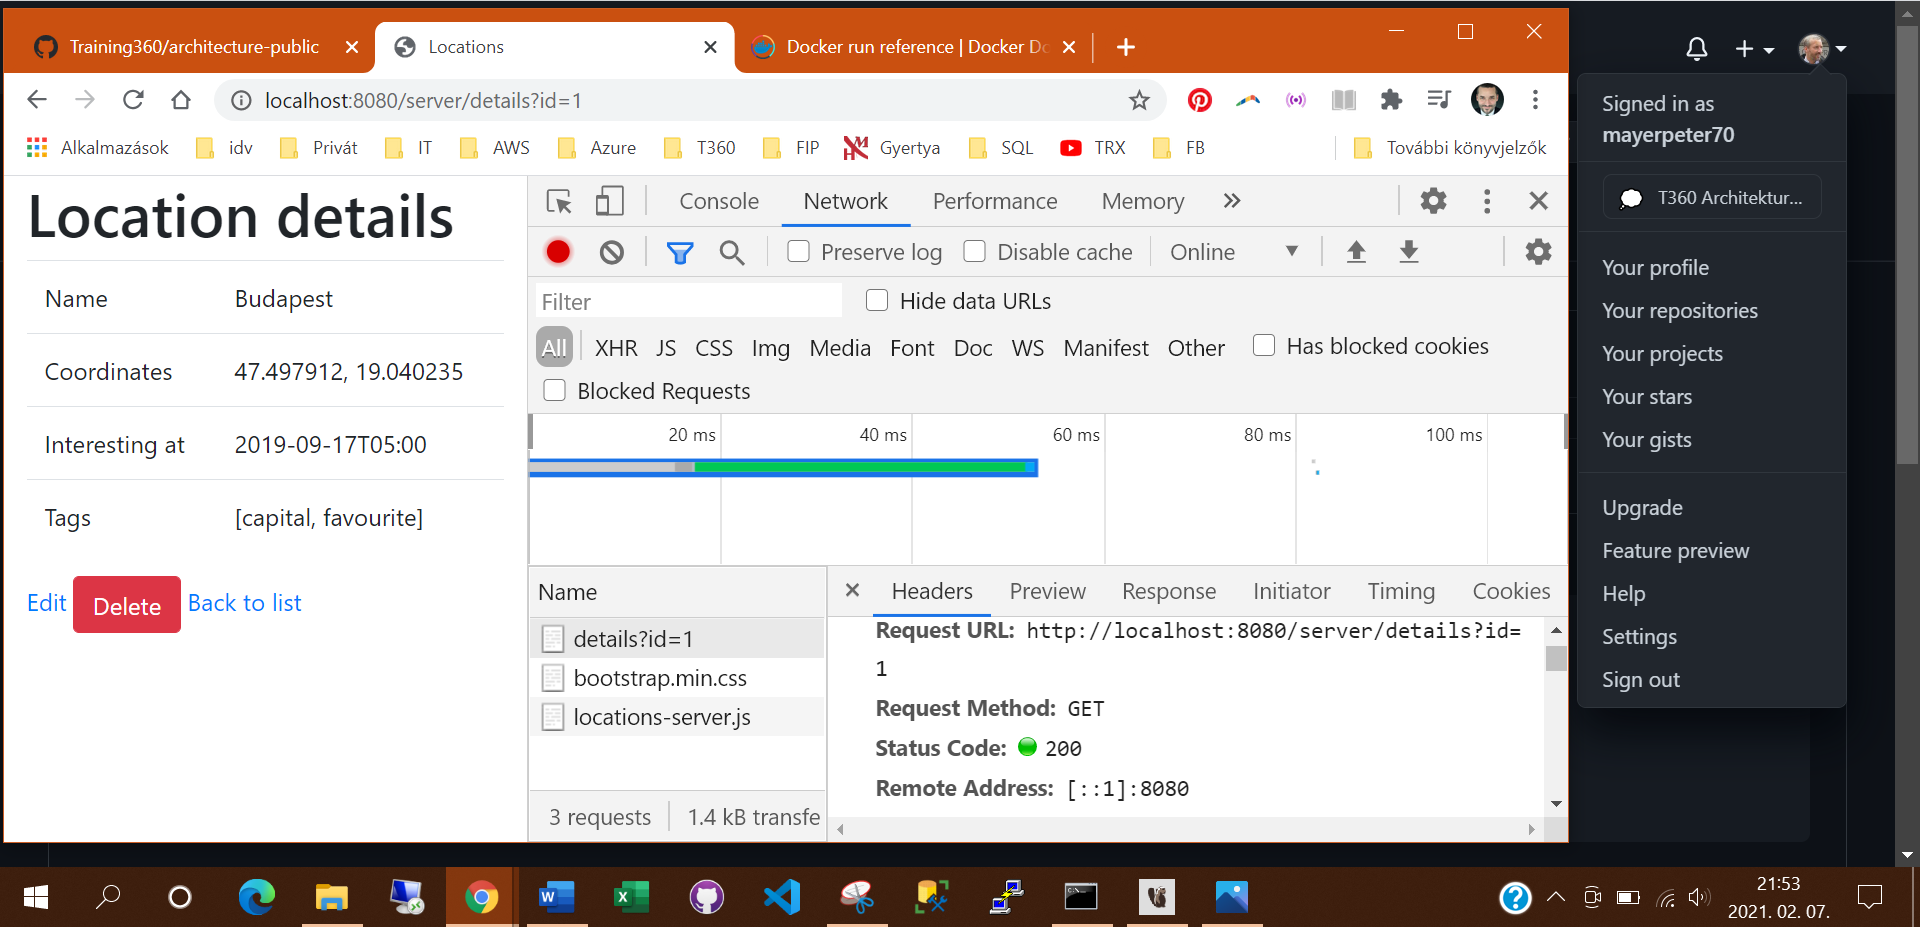 Training360/architecture-public
Locations
Docker run reference | Docker Do
localhost:8080/server/details?id=1
Alkalmazások
idv
Privát
IT
AWS
Azure
T360
FIP
Gyertya
SQL
TRX
FB
További könyvjelzők
Location details
Name Budapest
Coordinates 47.497912, 19.040235
Interesting at 2019-09-17T05:00
Tags [capital, favourite]
Edit Delete Back to list
Console Network Performance Memory
Preserve log Disable cache Online
Filter Hide data URLs
All XHR JS CSS Img Media Font Doc WS Manifest Other Has blocked cookies
Blocked Requests
20 ms 40 ms 60 ms 80 ms 100 ms
Name
details?id=1
bootstrap.min.css
locations-server.js
3 requests 1.4 kB transfe
Headers Preview Response Initiator Timing Cookies
Request URL: http://localhost:8080/server/details?id=
1
Request Method: GET
Status Code: 200
Remote Address: [::1]:8080
Signed in as
mayerpeter70
T360 Architektur...
Your profile
Your repositories
Your projects
Your stars
Your gists
Upgrade
Feature preview
Help
Settings
Sign out
21:53
2021. 02. 07.